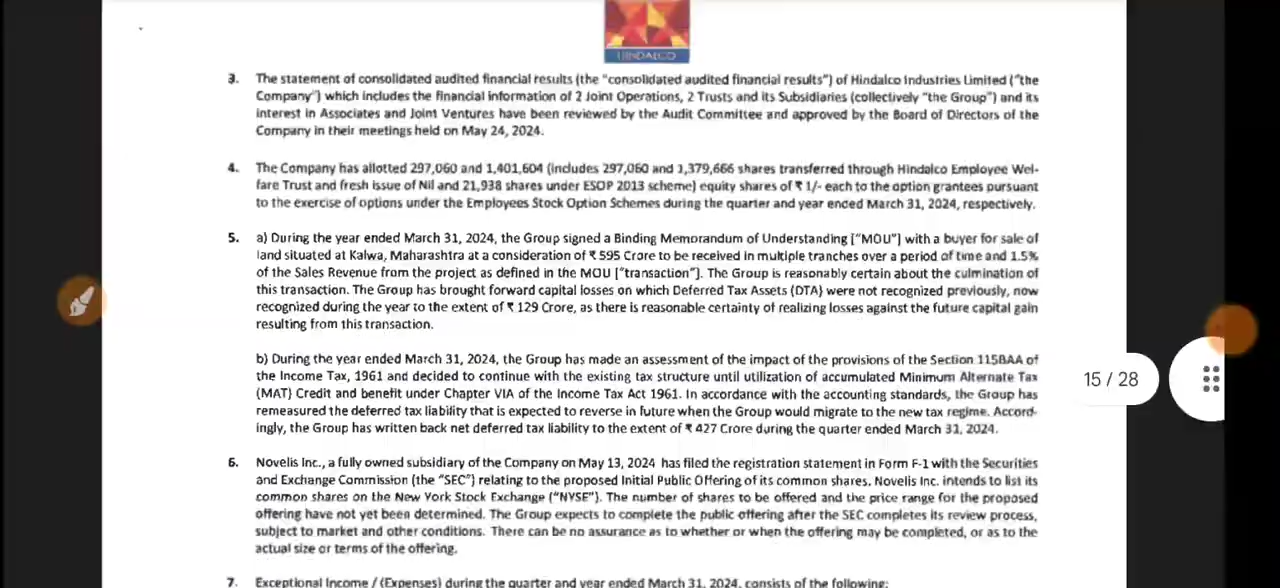 HINDALCO
3. The statement of consolidated audited financial results (the "consolidated audited financial results") of Hindalco Industries Limited ("the
Company") which includes the financial information of 2 Joint Operations, 2 Trusts and its Subsidiaries (collectively "the Group") and its
interest in Associates and Joint Ventures have been reviewed by the Audit Committee and approved by the Board of Directors of the
Company in their meetings held on May 24, 2024.
4. The Company has allotted 297,060 and 1,401,604 (includes 297,060 and 1,379,666 shares transferred through Hindalco Employee Wel-
fare Trust and fresh issue of Nil and 21,938 shares under ESOP 2013 scheme) equity shares of ₹ 1/- each to the option grantees pursuant
to the exercise of options under the Employees Stock Option Schemes during the quarter and year ended March 31, 2024, respectively.
5. a) During the year ended March 31, 2024, the Group signed a Binding Memorandum of Understanding ["MOU"] with a buyer for sale of
land situated at Kalwa, Maharashtra at a consideration of ₹ 595 Crore to be received in multiple tranches over a period of time and 1.5%
of the Sales Revenue from the project as defined in the MOU ["transaction"]. The Group is reasonably certain about the culmination of
this transaction. The Group has brought forward capital losses on which Deferred Tax Assets (DTA) were not recognized previously, now
recognized during the year to the extent of ₹ 129 Crore, as there is reasonable certainty of realizing losses against the future capital gain
resulting from this transaction.
b) During the year ended March 31, 2024, the Group has made an assessment of the impact of the provisions of the Section 115BAA of
the Income Tax, 1961 and decided to continue with the existing tax structure until utilization of accumulated Minimum Alternate Tax
(MAT) Credit and benefit under Chapter VIA of the Income Tax Act 1961. In accordance with the accounting standards, the Group has
remeasured the deferred tax liability that is expected to reverse in future when the Group would migrate to the new tax regime. Accord-
ingly, the Group has written back net deferred tax liability to the extent of ₹ 427 Crore during the quarter ended March 31, 2024.
15 / 28
6. Novelis Inc., a fully owned subsidiary of the Company on May 13, 2024 has filed the registration statement in Form F-1 with the Securities
and Exchange Commission (the "SEC") relating to the proposed Initial Public Offering of its common shares. Novelis Inc. intends to list its
common shares on the New York Stock Exchange ("NYSE"). The number of shares to be offered and the price range for the proposed
offering have not yet been determined. The Group expects to complete the public offering after the SEC completes its review process,
subject to market and other conditions. There can be no assurance as to whether or when the offering may be completed, or as to the
actual size or terms of the offering.
7. Exceptional Income / (Expenses) during the quarter and year ended March 31, 2024, consists of the following: